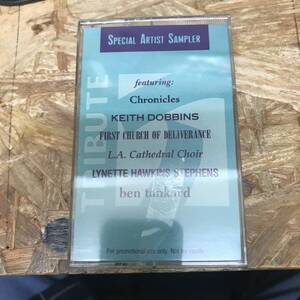 SPECIAL ARTIST SAMPLER
TRIBUTE
featuring:
Chronicles
KEITH DOBBINS
FIRST CHURCH OF DELIVERANCE
L.A. Cathedral Choir
LYNETTE HAWKINS STEPHENS
ben tankard
For promotional use only. Not for resale.